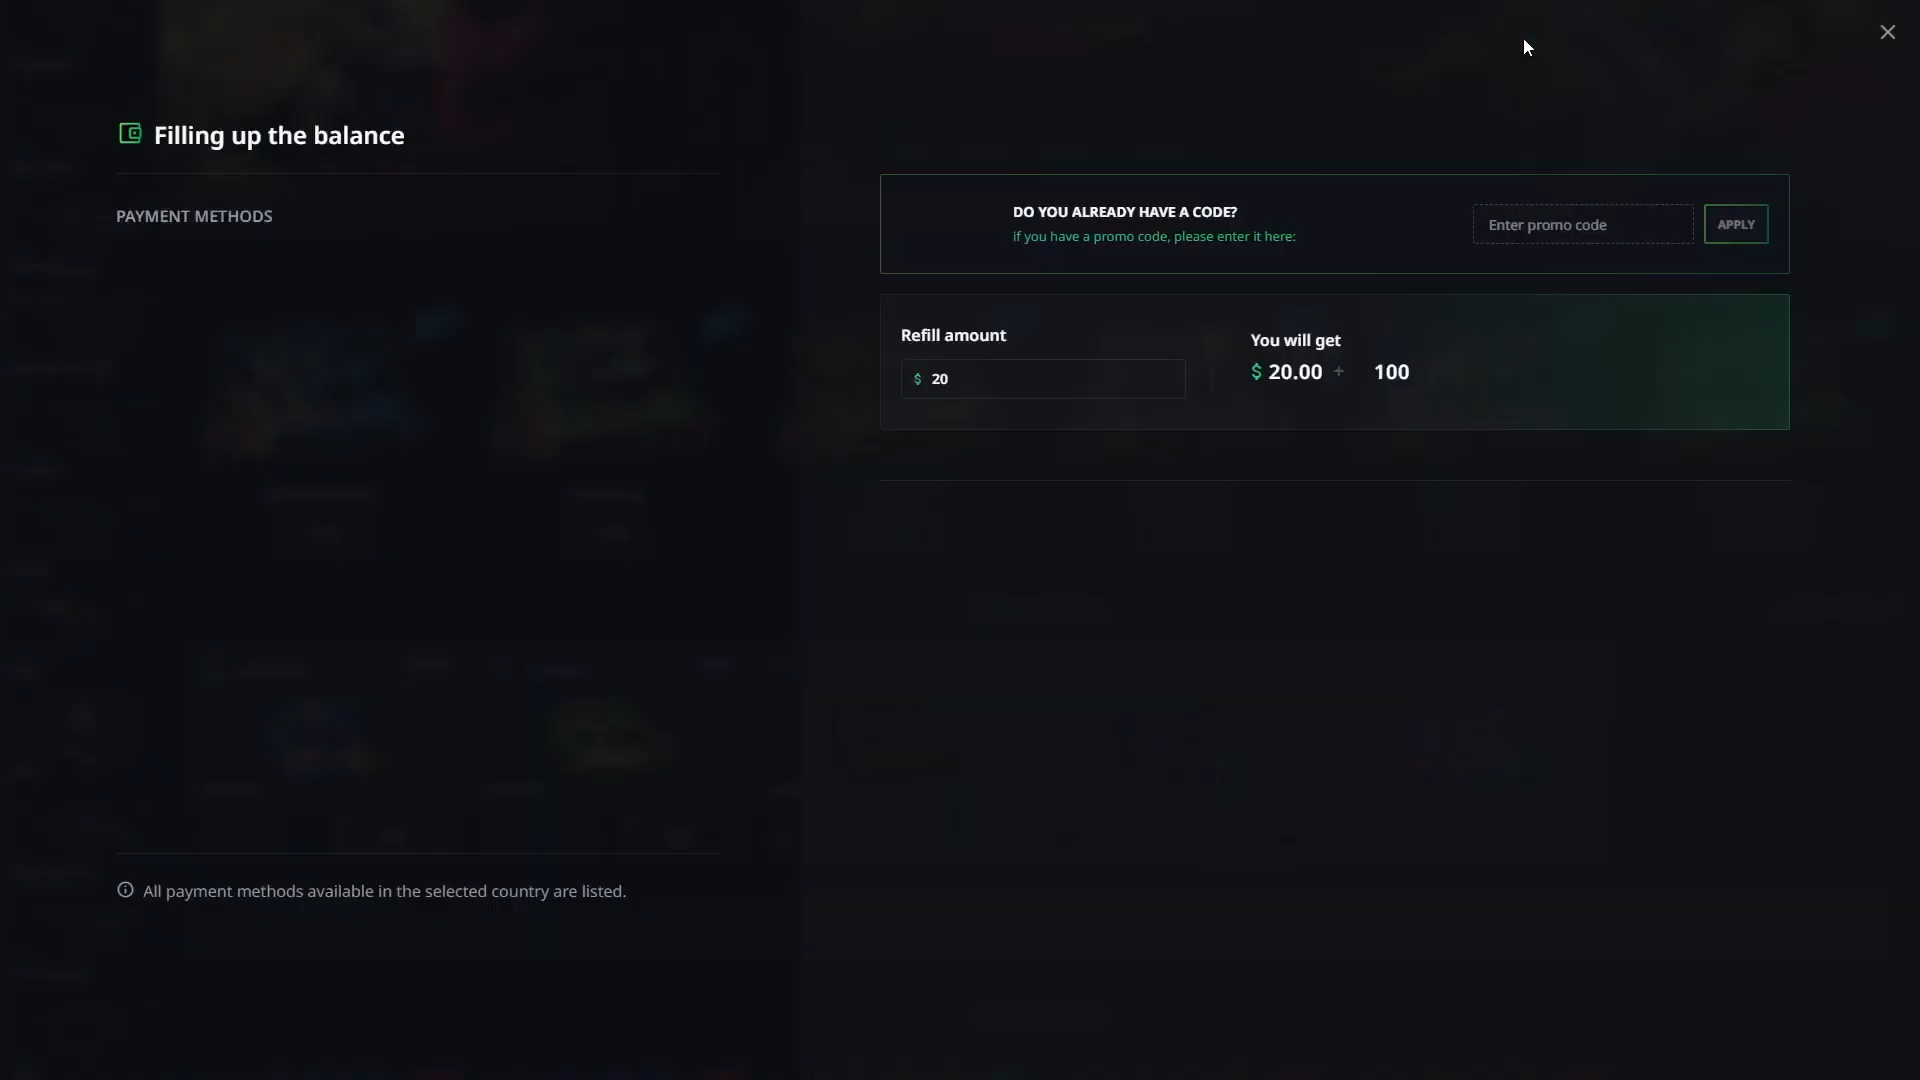 Filling up the balance
PAYMENT METHODS
DO YOU ALREADY HAVE A CODE?
if you have a promo code, please enter it here:
Enter promo code
APPLY
Refill amount
$ 20
You will get
$ 20.00 + 100
All payment methods available in the selected country are listed.